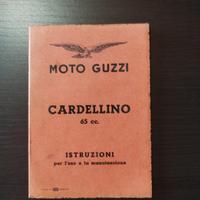 MOTO GUZZI
CARDELLINO
65 cc.
ISTRUZIONI
per l'uso e la manutenzione